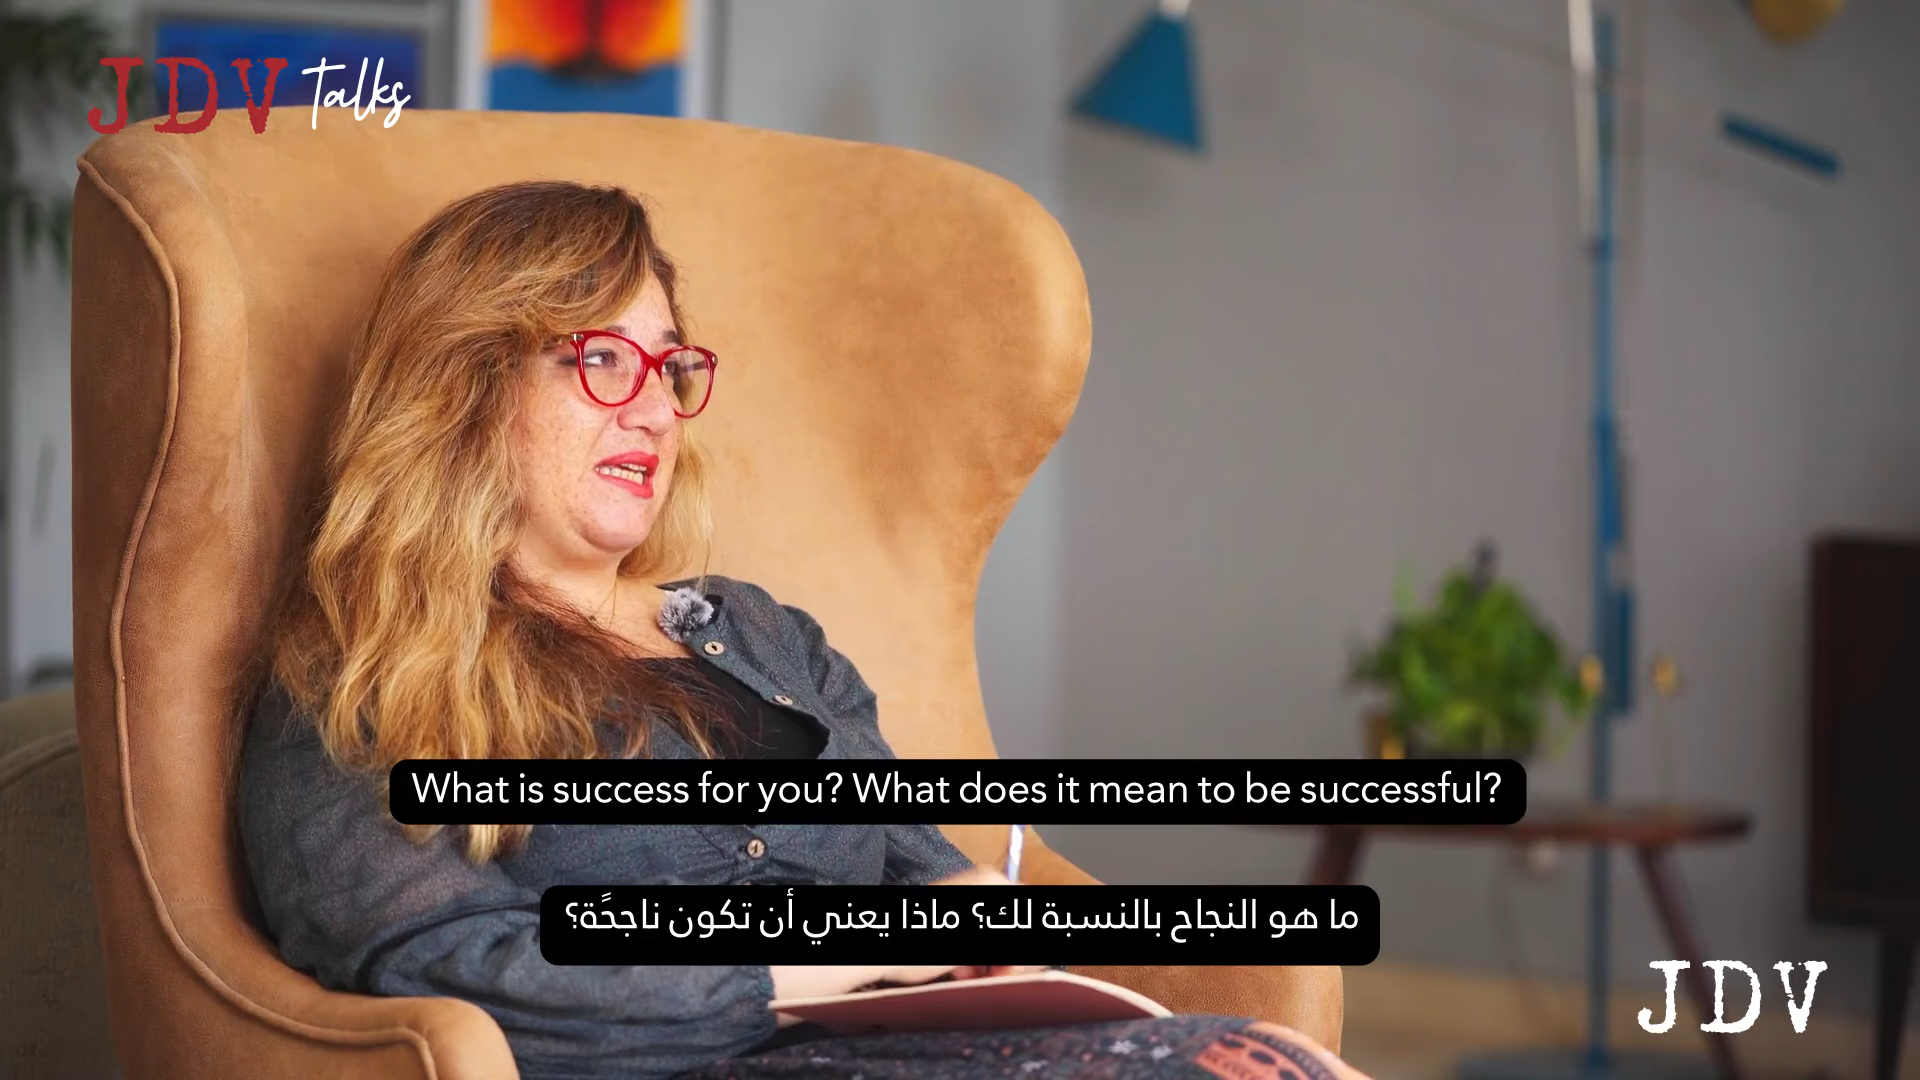 JDV Talks
What is success for you? What does it mean to be successful?
ما هو النجاح بالنسبة لك؟ ماذا يعني أن تكون ناجحًة؟
JDV